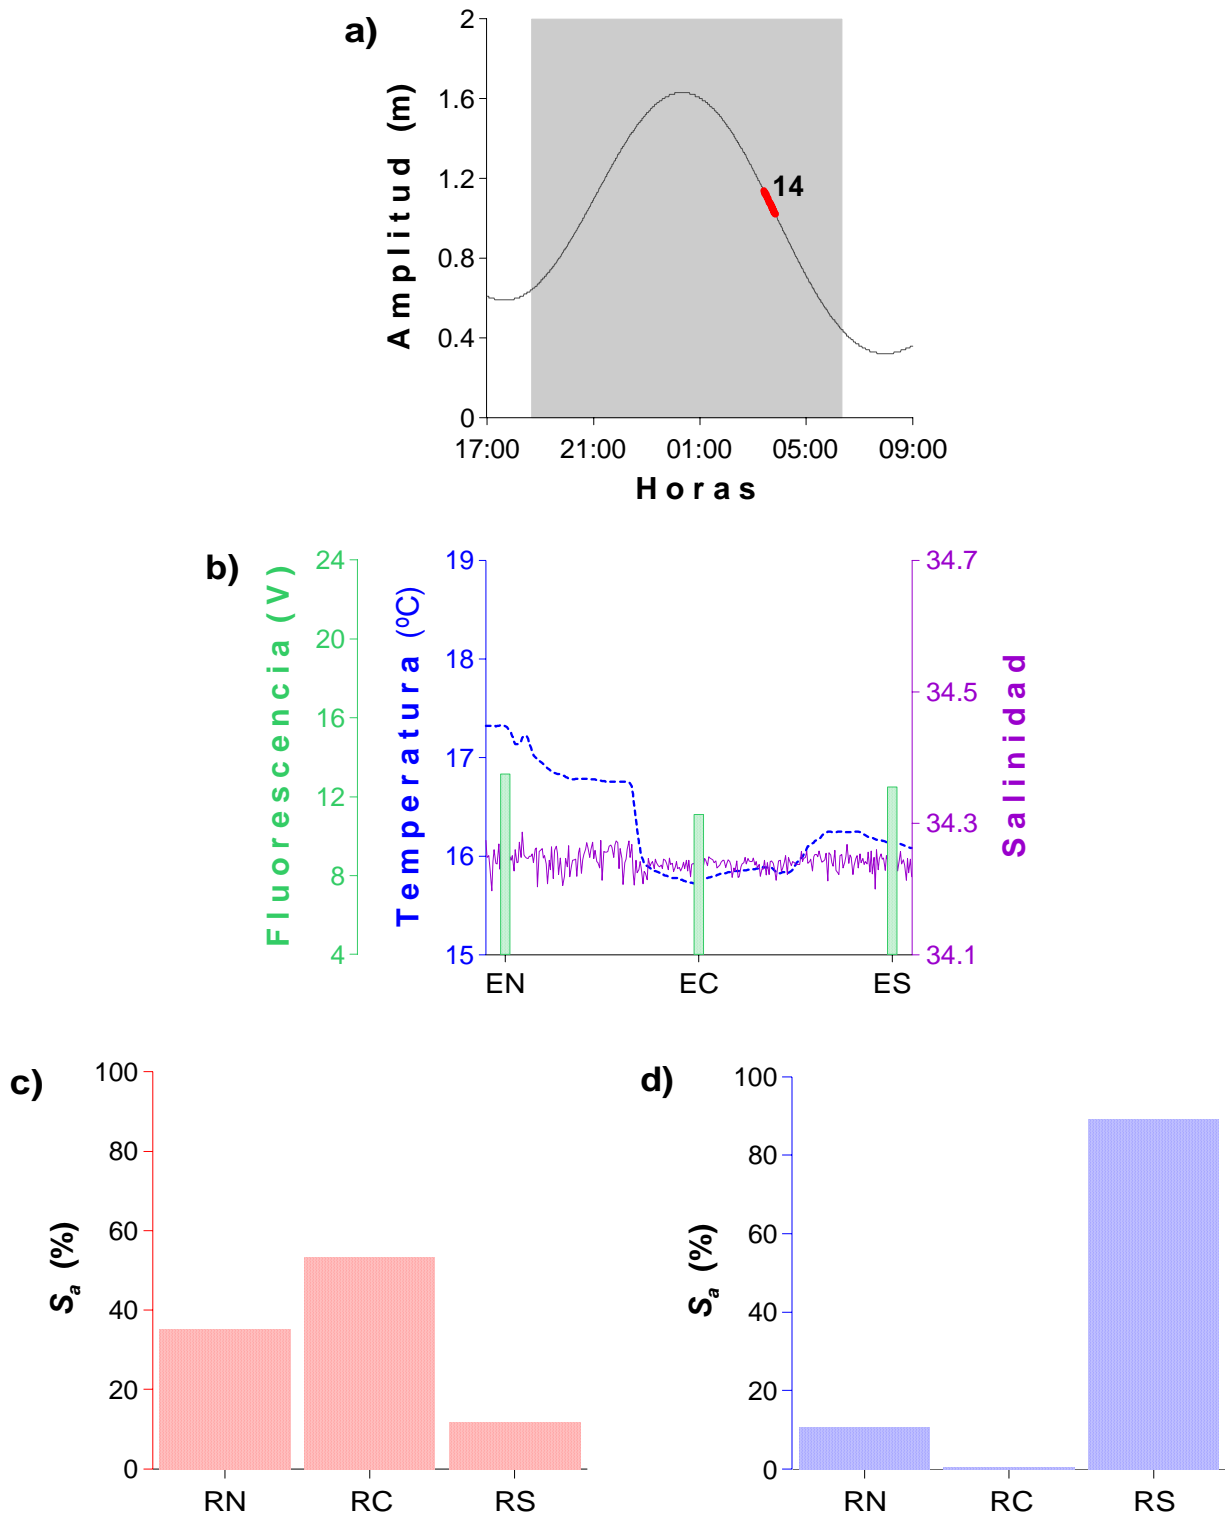 a)
Amplitud (m)
2
1.6
1.2
0.8
0.4
0
14
17:00 21:00 01:00 05:00 09:00
Horas
b)
Fluorescencia (V)
24
20
16
12
8
4
Temperatura (ºC)
19
18
17
16
15
34.7
34.5
34.3
34.1
Salinidad
EN EC ES
c)
Sa (%)
100
80
60
40
20
0
RN RC RS
d)
Sa (%)
100
80
60
40
20
0
RN RC RS